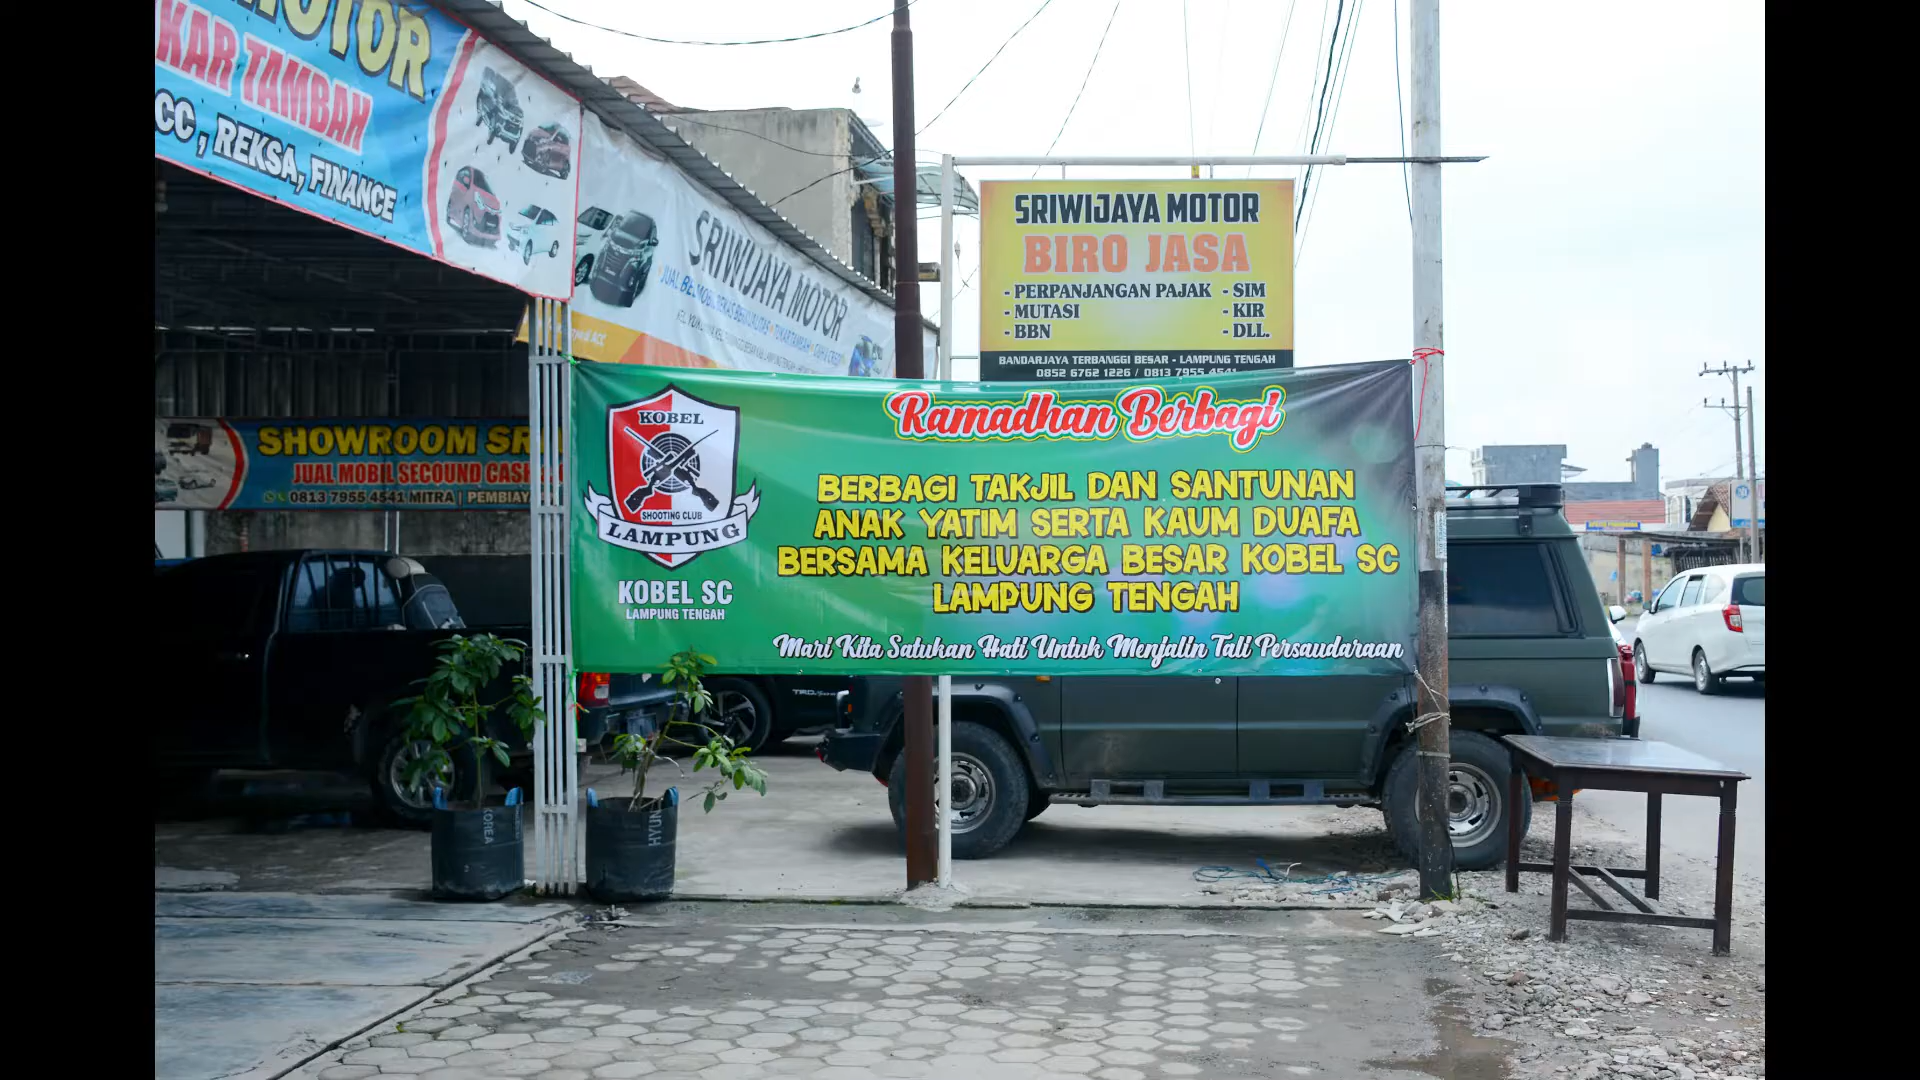 MOTOR
KAR TAMBAH
CC, REKSA, FINANCE
SRIWIJAYA MOTOR
SHOWROOM SR
JUAL MOBIL SECOUND CASH
0813 7955 4541 MITRA | PEMBIAY
SRIWIJAYA MOTOR
BIRO JASA
- PERPANJANGAN PAJAK - SIM
- MUTASI - KIR
- BBN - DLL.
BANDARJAYA TERBANGGI BESAR - LAMPUNG TENGAH
0852 6762 1226 / 0813 7955 4541
KOBEL
SHOOTING CLUB
LAMPUNG
KOBEL SC
LAMPUNG TENGAH
Ramadhan Berbagi
BERBAGI TAKJIL DAN SANTUNAN
ANAK YATIM SERTA KAUM DUAFA
BERSAMA KELUARGA BESAR KOBEL SC
LAMPUNG TENGAH
Mari Kita Satukan Hati Untuk Menjalin Tali Persaudaraan
TRD
KOREA
HYUN